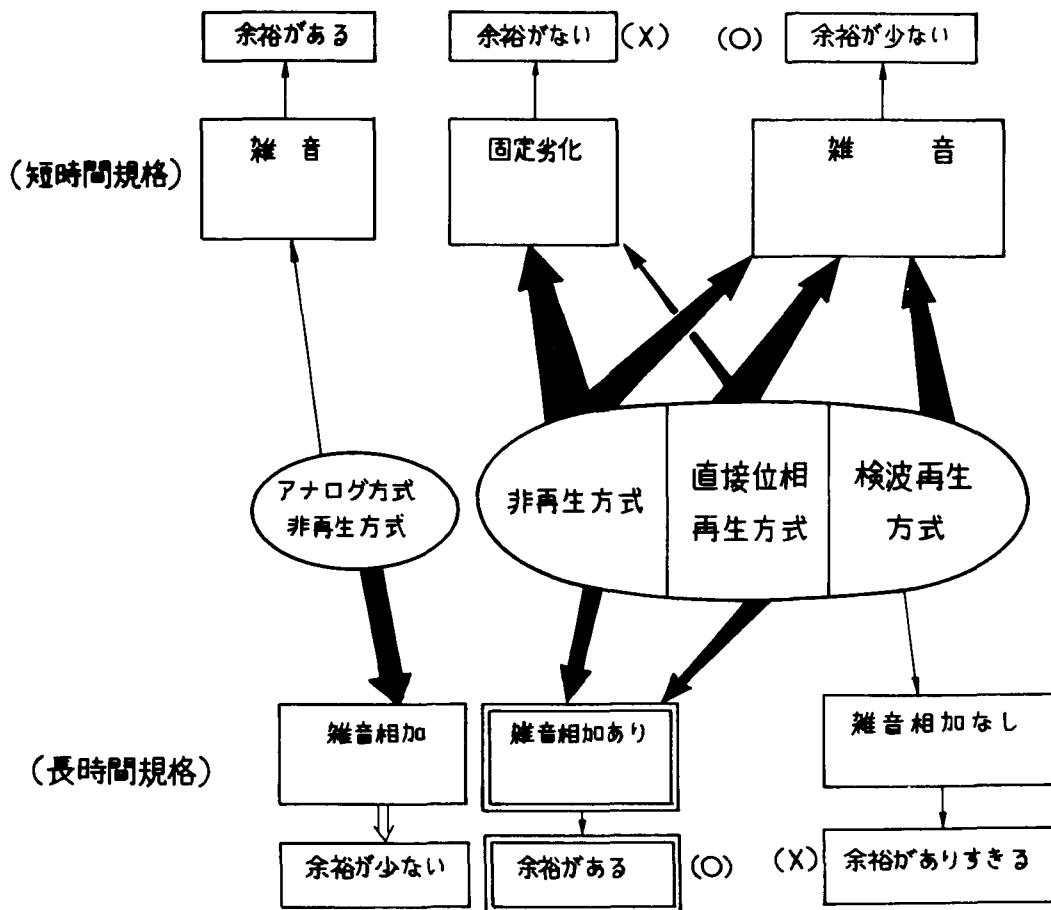 余裕がある
余裕がない
(X)
(O)
余裕が少ない
雑 音
固定劣化
雑 音
(短時間規格)
アナログ方式
非再生方式
非再生方式
直接位相
再生方式
検波再生
方式
雑音相加
雑音相加あり
雑音相加なし
(長時間規格)
余裕が少ない
余裕がある
(O)
(X)
余裕がありすきる